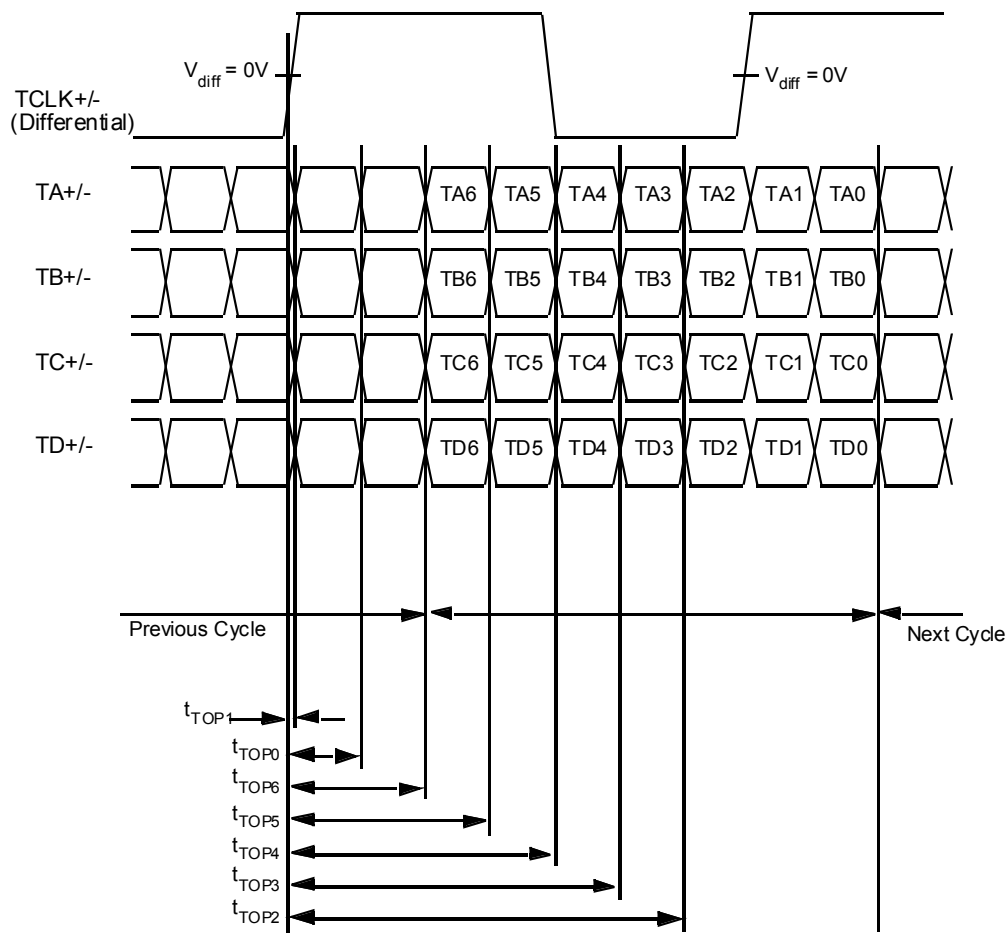 V_diff = 0V
V_diff = 0V
TCLK+/-
(Differential)
TA+/-
TA6 TA5 TA4 TA3 TA2 TA1 TA0
TB+/-
TB6 TB5 TB4 TB3 TB2 TB1 TB0
TC+/-
TC6 TC5 TC4 TC3 TC2 TC1 TC0
TD+/-
TD6 TD5 TD4 TD3 TD2 TD1 TD0
Previous Cycle
Next Cycle
t_TOP1
t_TOP0
t_TOP6
t_TOP5
t_TOP4
t_TOP3
t_TOP2